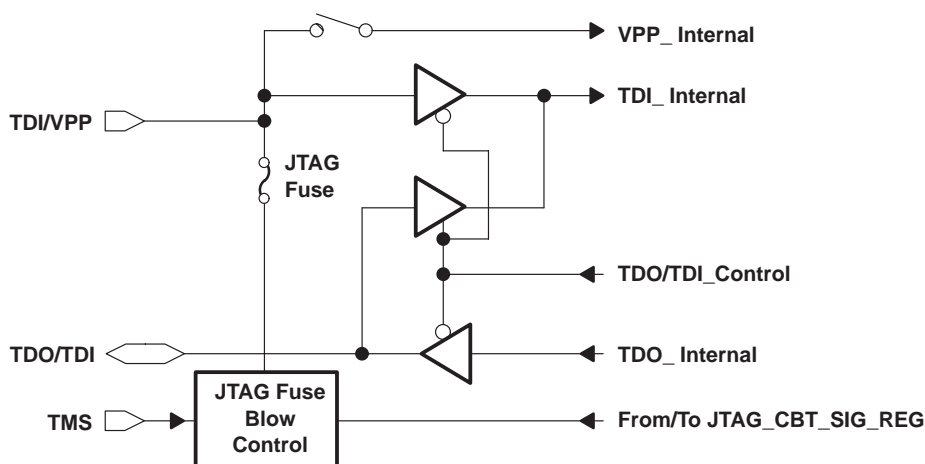 VPP_ Internal
TDI_ Internal
TDI/VPP
JTAG
Fuse
TDO/TDI_Control
TDO/TDI
TDO_ Internal
JTAG Fuse
Blow
Control
TMS
From/To JTAG_CBT_SIG_REG